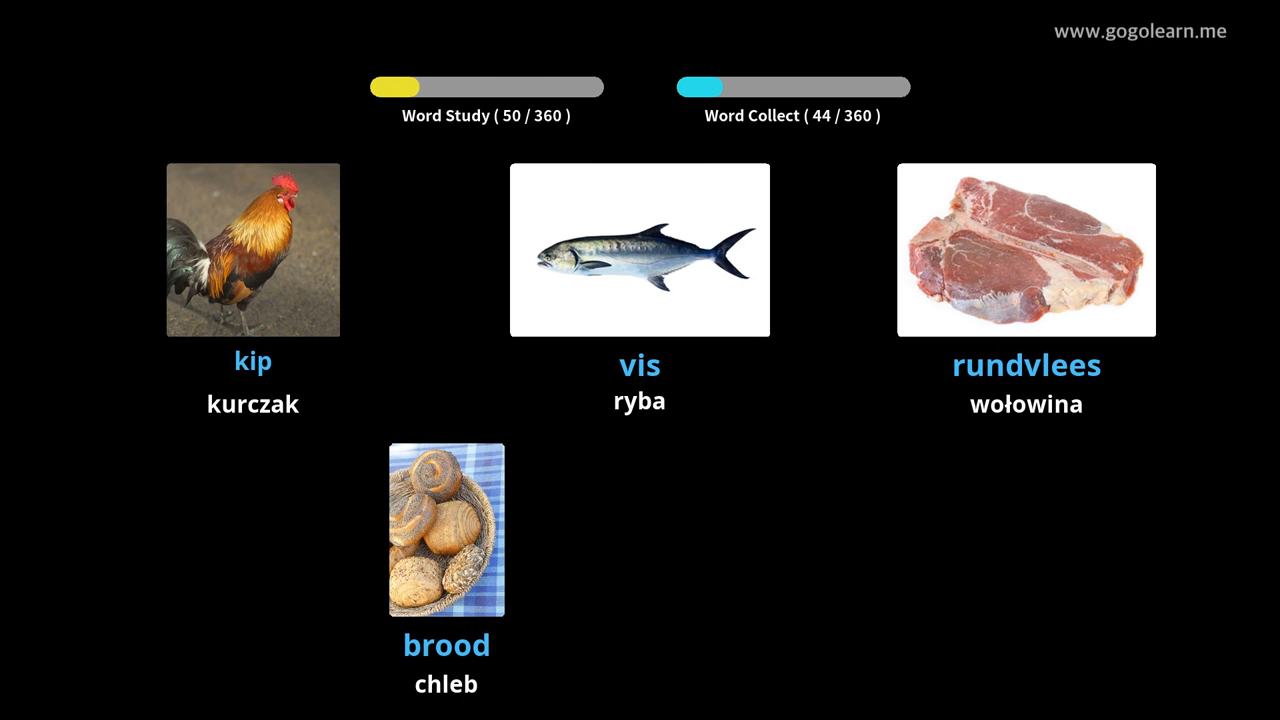 www.gogolearn.me
Word Study ( 50 / 360 )
Word Collect ( 44 / 360 )
kip
kurczak
vis
ryba
rundvlees
wołowina
brood
chleb